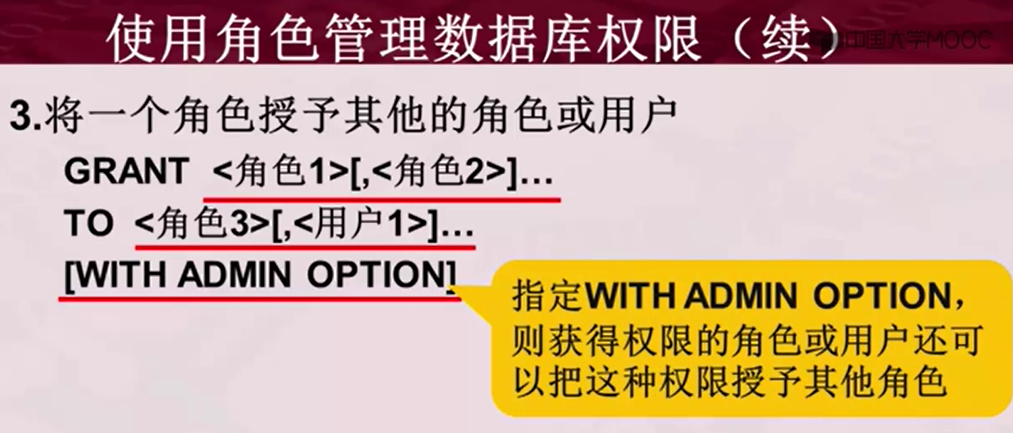 使用角色管理数据库权限（续）
中国大学MOOC
3.将一个角色授予其他的角色或用户
GRANT <角色1>[,<角色2>]…
TO <角色3>[,<用户1>]…
[WITH ADMIN OPTION]
指定WITH ADMIN OPTION，
则获得权限的角色或用户还可
以把这种权限授予其他角色